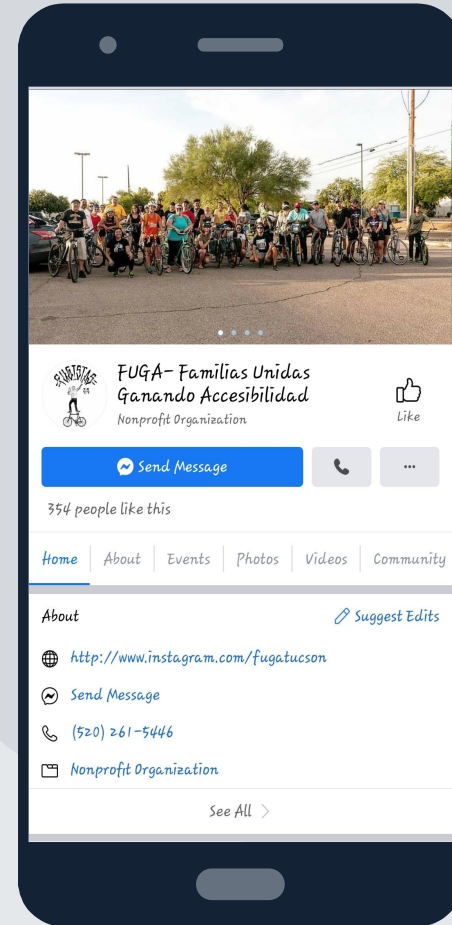 FUGISTAS
FUGA- Familias Unidas
Ganando Accesibilidad
Nonprofit Organization
Like
Send Message
354 people like this
Home About Events Photos Videos Community
About
Suggest Edits
http://www.instagram.com/fugatucson
Send Message
(520) 261-5446
Nonprofit Organization
See All